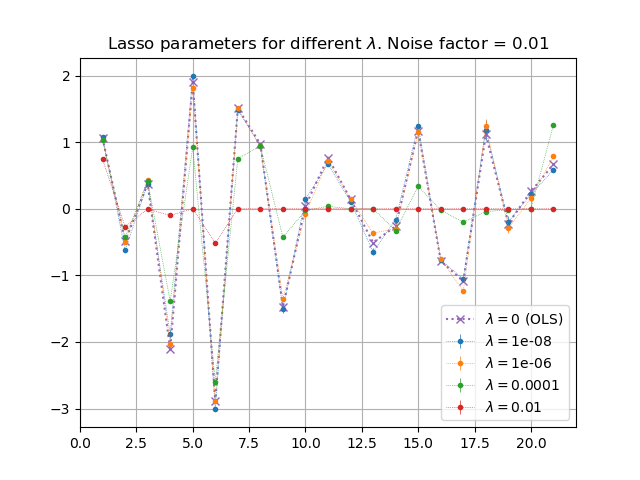 Lasso parameters for different λ. Noise factor = 0.01
2
1
0
−1
−2
−3
0.0 2.5 5.0 7.5 10.0 12.5 15.0 17.5 20.0
λ = 0 (OLS)
λ = 1e-08
λ = 1e-06
λ = 0.0001
λ = 0.01